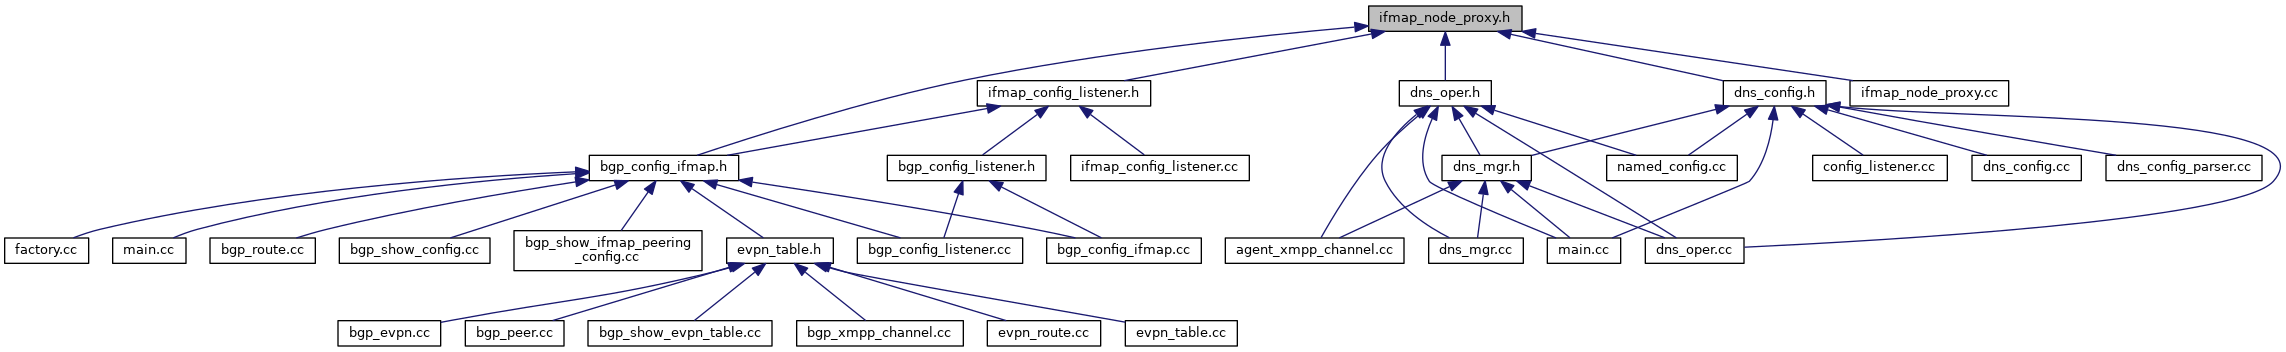 ifmap_node_proxy.h
ifmap_config_listener.h
dns_oper.h
dns_config.h
ifmap_node_proxy.cc
bgp_config_ifmap.h
bgp_config_listener.h
ifmap_config_listener.cc
dns_mgr.h
named_config.cc
config_listener.cc
dns_config.cc
dns_config_parser.cc
factory.cc
main.cc
bgp_route.cc
bgp_show_config.cc
bgp_show_ifmap_peering
_config.cc
evpn_table.h
bgp_config_listener.cc
bgp_config_ifmap.cc
agent_xmpp_channel.cc
dns_mgr.cc
main.cc
dns_oper.cc
bgp_evpn.cc
bgp_peer.cc
bgp_show_evpn_table.cc
bgp_xmpp_channel.cc
evpn_route.cc
evpn_table.cc